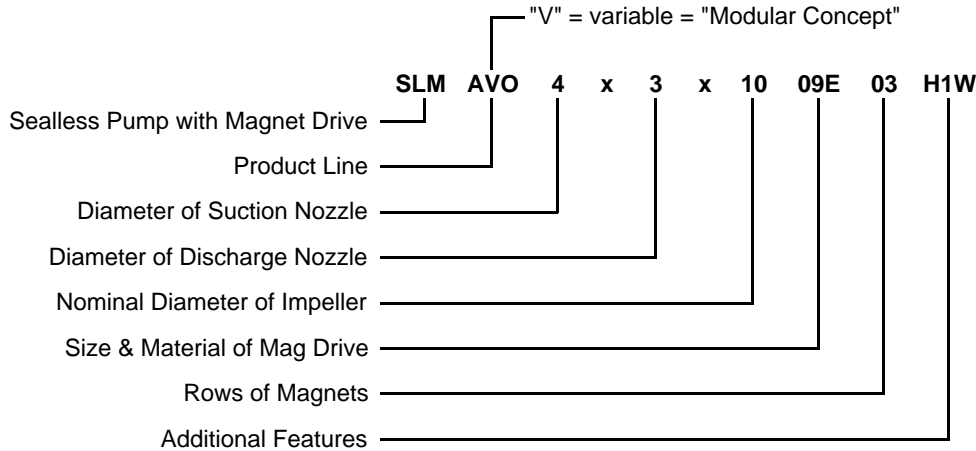 "V" = variable = "Modular Concept"
SLM AVO 4 x 3 x 10 09E 03 H1W
Sealless Pump with Magnet Drive
Product Line
Diameter of Suction Nozzle
Diameter of Discharge Nozzle
Nominal Diameter of Impeller
Size & Material of Mag Drive
Rows of Magnets
Additional Features